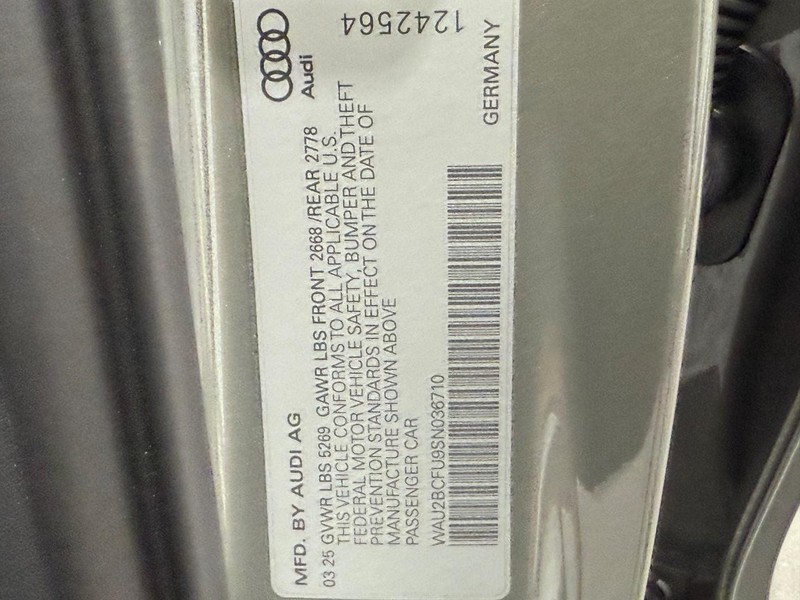 MFD. BY AUDI AG
Audi
03 25 GVWR LBS 5269 GAWR LBS FRONT 2668 /REAR 2778
THIS VEHICLE CONFORMS TO ALL APPLICABLE U.S.
FEDERAL MOTOR VEHICLE SAFETY, BUMPER AND THEFT
PREVENTION STANDARDS IN EFFECT ON THE DATE OF
MANUFACTURE SHOWN ABOVE
PASSENGER CAR
WAU2BCFU9SN036710
GERMANY
1242564